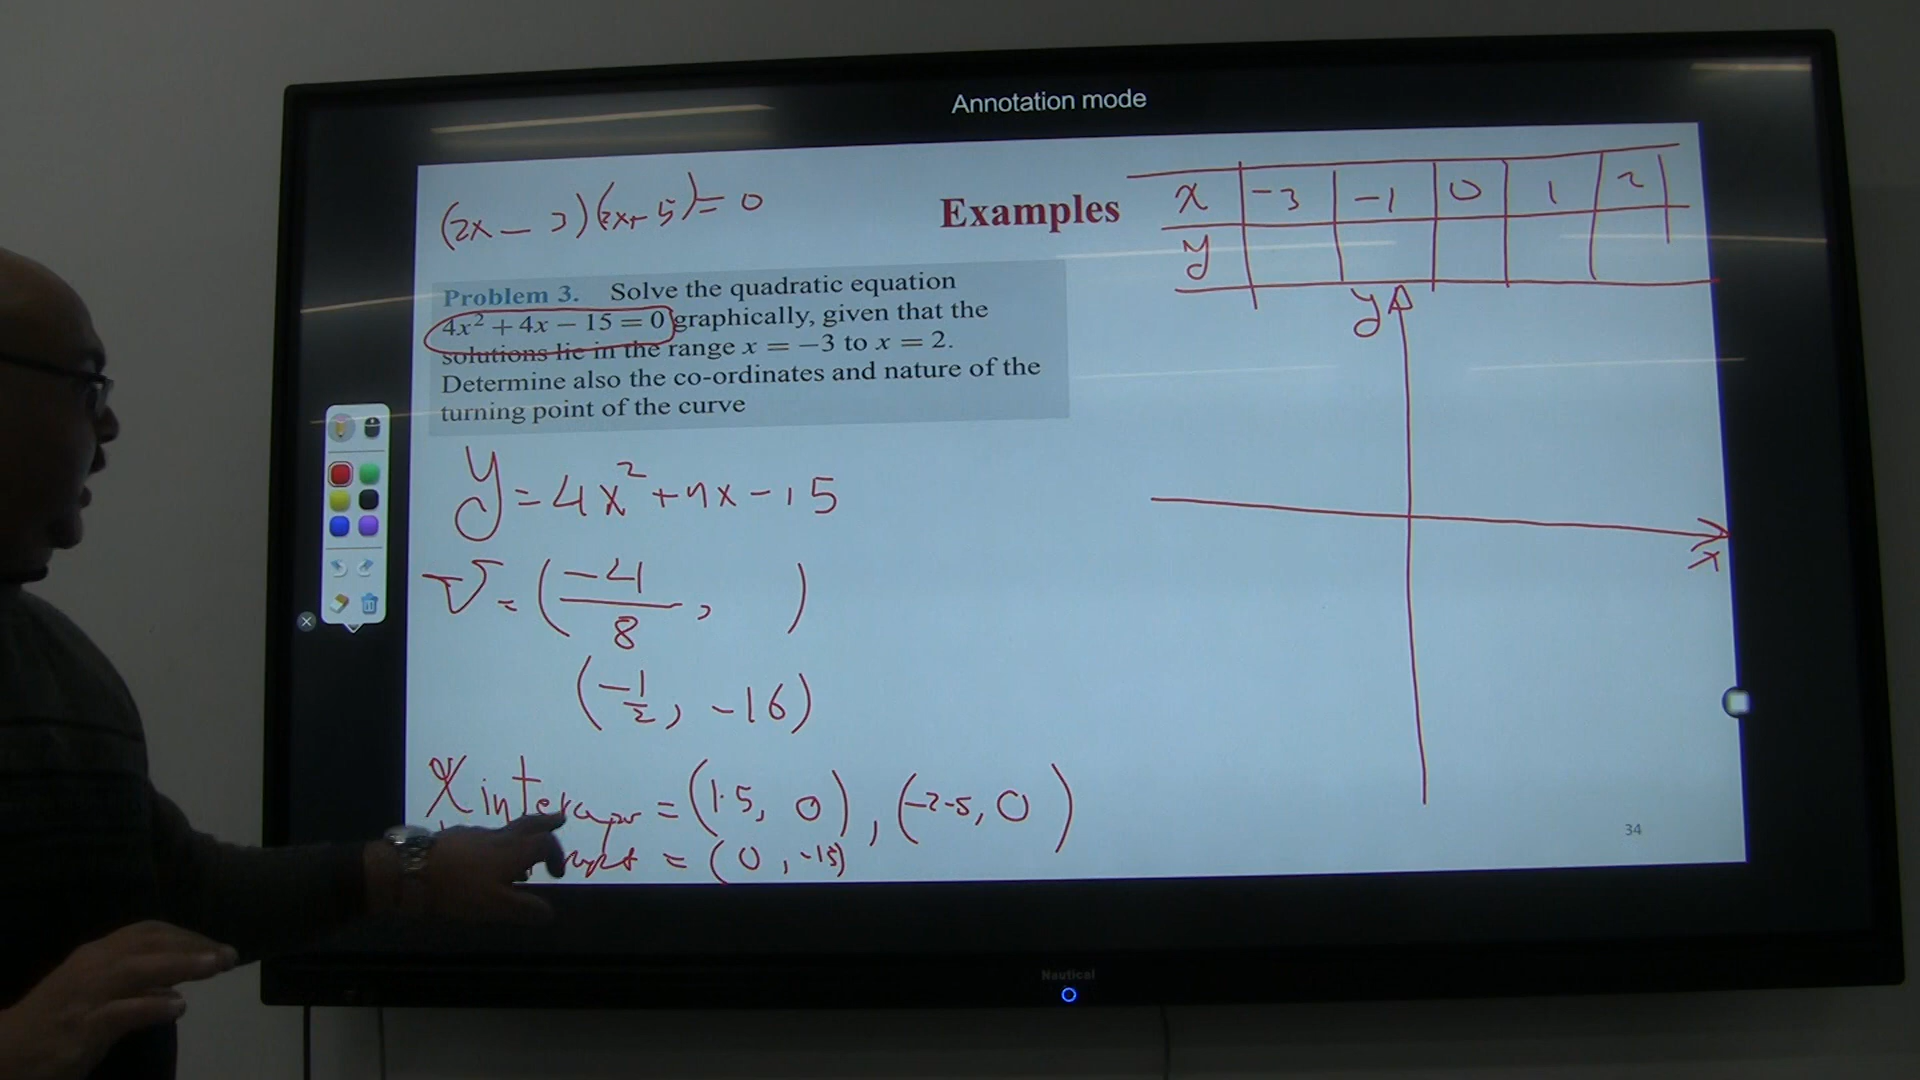 Annotation mode
(2x - 3)(2x+5)=0
Examples
x -3 -1 0 1 2
y
Problem 3. Solve the quadratic equation
4x² + 4x − 15 = 0 graphically, given that the
solutions lie in the range x = −3 to x = 2.
Determine also the co-ordinates and nature of the
turning point of the curve
y
y = 4x² + 4x - 15
x
V = (-4/8, )
(-1/2, -16)
X = (1.5, 0), (-2.5, 0)
= (0, -15)
34
Nautical